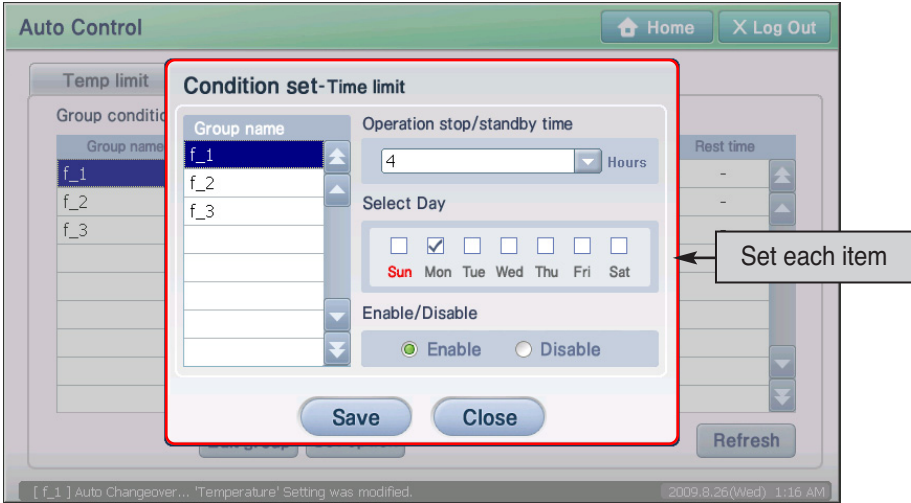 Auto Control
Home
X Log Out
Temp limit
Group conditio
Group name
Rest time
f_1
-
f_2
-
f_3
Condition set-Time limit
Group name
f_1
f_2
f_3
Operation stop/standby time
4
Hours
Select Day
Sun Mon Tue Wed Thu Fri Sat
Enable/Disable
Enable
Disable
Save
Close
Set each item
Refresh
[ f_1 ] Auto Changeover... 'Temperature' Setting was modified.
2009.8.26(Wed) 1:16 AM